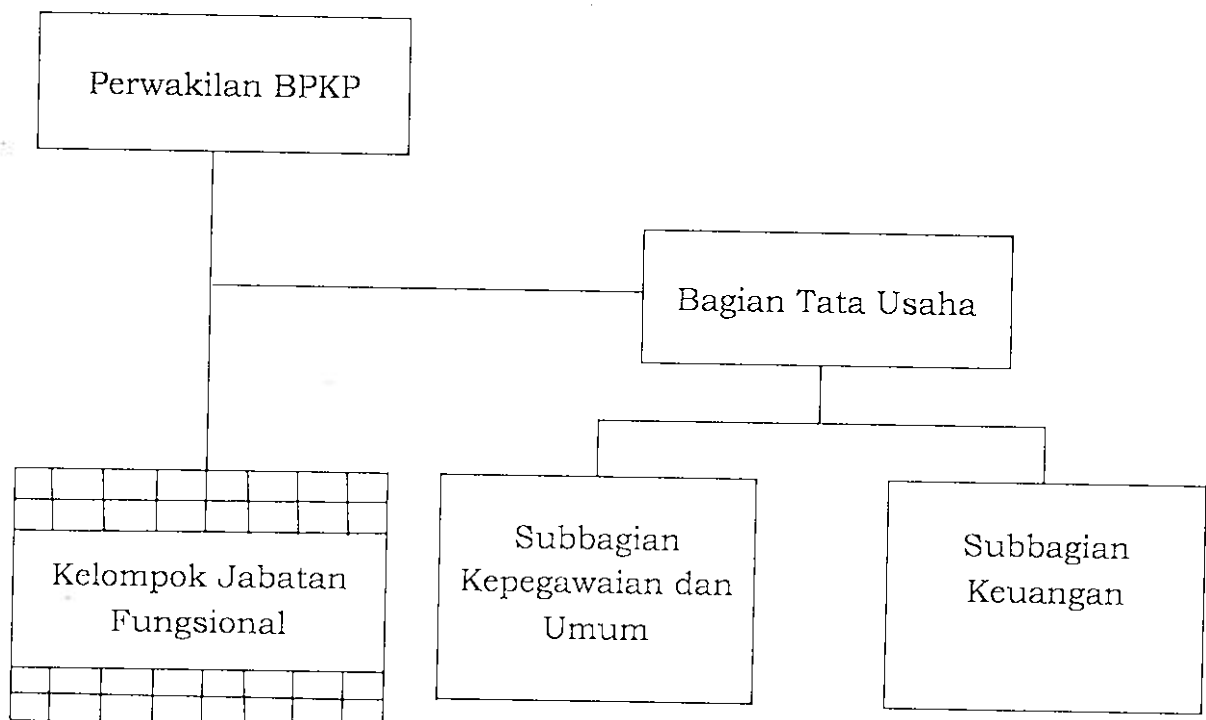 Perwakilan BPKP
Bagian Tata Usaha
Kelompok Jabatan
Fungsional
Subbagian
Kepegawaian dan
Umum
Subbagian
Keuangan